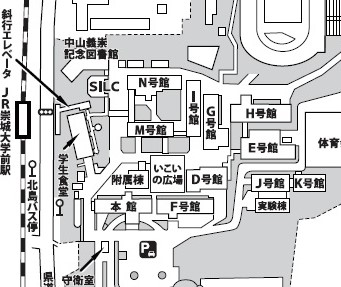 斜行エレベータ
JR崇城大学前駅
中山義崇
記念図書館
SILC
N号館
I号館
G号館
H号館
M号館
E号館
体育
学生食堂
北島バス停
附属棟
いこい
の広場
D号館
J号館
K号館
実験棟
本館
F号館
P
守衛室
県道